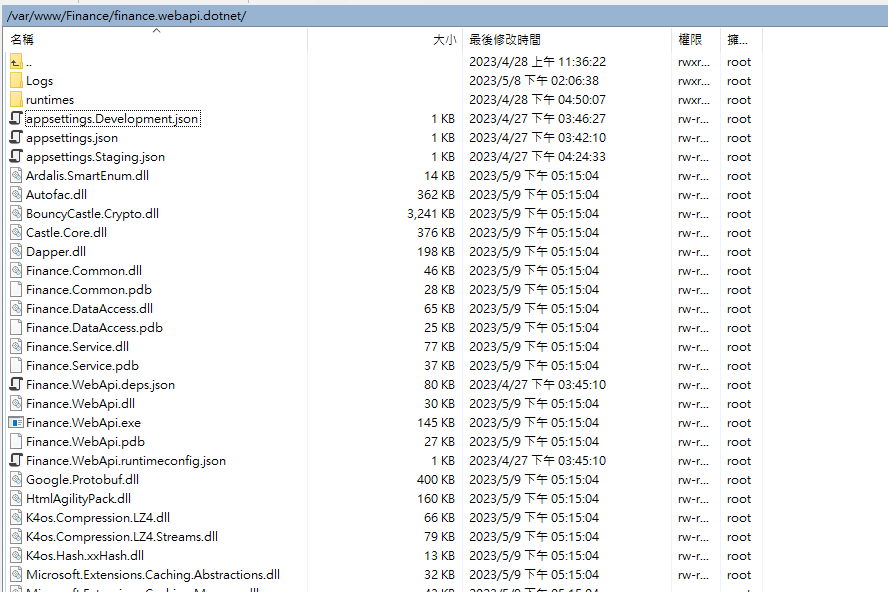 /var/www/Finance/finance.webapi.dotnet/
名稱 大小 最後修改時間 權限 擁...
.. 2023/4/28 上午 11:36:22 rwxr... root
Logs 2023/5/8 下午 02:06:38 rwxr... root
runtimes 2023/4/28 下午 04:50:07 rwxr... root
appsettings.Development.json 1 KB 2023/4/27 下午 03:46:27 rw-r... root
appsettings.json 1 KB 2023/4/27 下午 03:42:10 rw-r... root
appsettings.Staging.json 1 KB 2023/4/27 下午 04:24:33 rw-r... root
Ardalis.SmartEnum.dll 14 KB 2023/5/9 下午 05:15:04 rw-r... root
Autofac.dll 362 KB 2023/5/9 下午 05:15:04 rw-r... root
BouncyCastle.Crypto.dll 3,241 KB 2023/5/9 下午 05:15:04 rw-r... root
Castle.Core.dll 376 KB 2023/5/9 下午 05:15:04 rw-r... root
Dapper.dll 198 KB 2023/5/9 下午 05:15:04 rw-r... root
Finance.Common.dll 46 KB 2023/5/9 下午 05:15:04 rw-r... root
Finance.Common.pdb 28 KB 2023/5/9 下午 05:15:04 rw-r... root
Finance.DataAccess.dll 65 KB 2023/5/9 下午 05:15:04 rw-r... root
Finance.DataAccess.pdb 25 KB 2023/5/9 下午 05:15:04 rw-r... root
Finance.Service.dll 77 KB 2023/5/9 下午 05:15:04 rw-r... root
Finance.Service.pdb 37 KB 2023/5/9 下午 05:15:04 rw-r... root
Finance.WebApi.deps.json 80 KB 2023/4/27 下午 03:45:10 rw-r... root
Finance.WebApi.dll 30 KB 2023/5/9 下午 05:15:04 rw-r... root
Finance.WebApi.exe 145 KB 2023/5/9 下午 05:15:04 rw-r... root
Finance.WebApi.pdb 27 KB 2023/5/9 下午 05:15:04 rw-r... root
Finance.WebApi.runtimeconfig.json 1 KB 2023/4/27 下午 03:45:10 rw-r... root
Google.Protobuf.dll 400 KB 2023/5/9 下午 05:15:04 rw-r... root
HtmlAgilityPack.dll 160 KB 2023/5/9 下午 05:15:04 rw-r... root
K4os.Compression.LZ4.dll 66 KB 2023/5/9 下午 05:15:04 rw-r... root
K4os.Compression.LZ4.Streams.dll 79 KB 2023/5/9 下午 05:15:04 rw-r... root
K4os.Hash.xxHash.dll 13 KB 2023/5/9 下午 05:15:04 rw-r... root
Microsoft.Extensions.Caching.Abstractions.dll 32 KB 2023/5/9 下午 05:15:04 rw-r... root